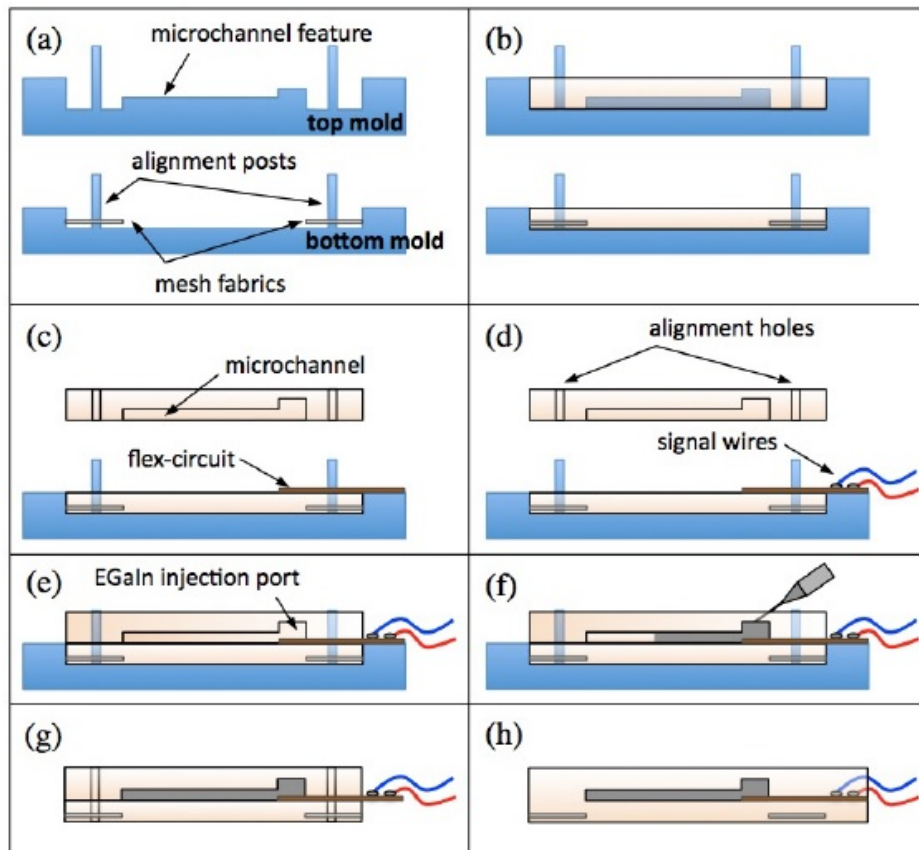 (a)
microchannel feature
top mold
alignment posts
bottom mold
mesh fabrics
(b)
(c)
microchannel
flex-circuit
(d)
alignment holes
signal wires
(e)
EGaIn injection port
(f)
(g)
(h)